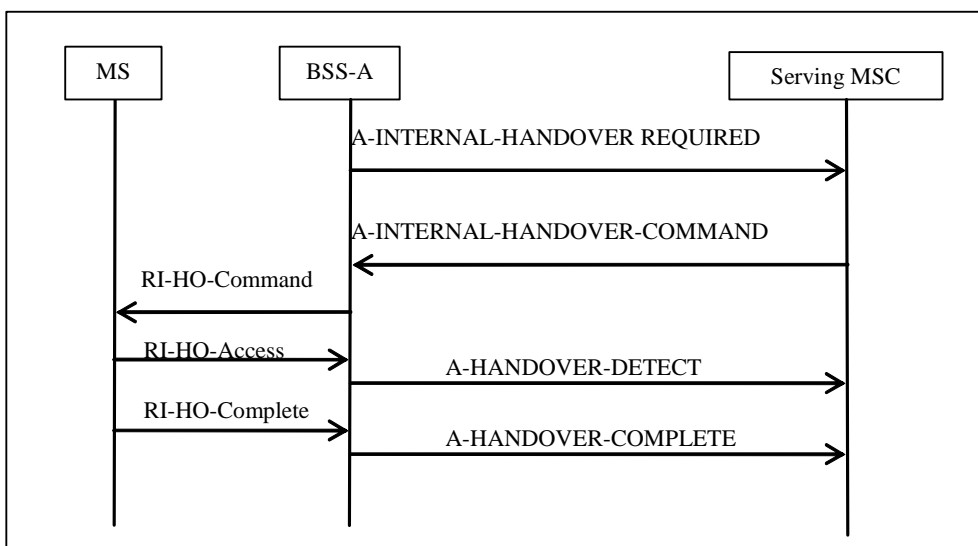 MS
BSS-A
Serving MSC
A-INTERNAL-HANDOVER REQUIRED
A-INTERNAL-HANDOVER-COMMAND
RI-HO-Command
RI-HO-Access
A-HANDOVER-DETECT
RI-HO-Complete
A-HANDOVER-COMPLETE